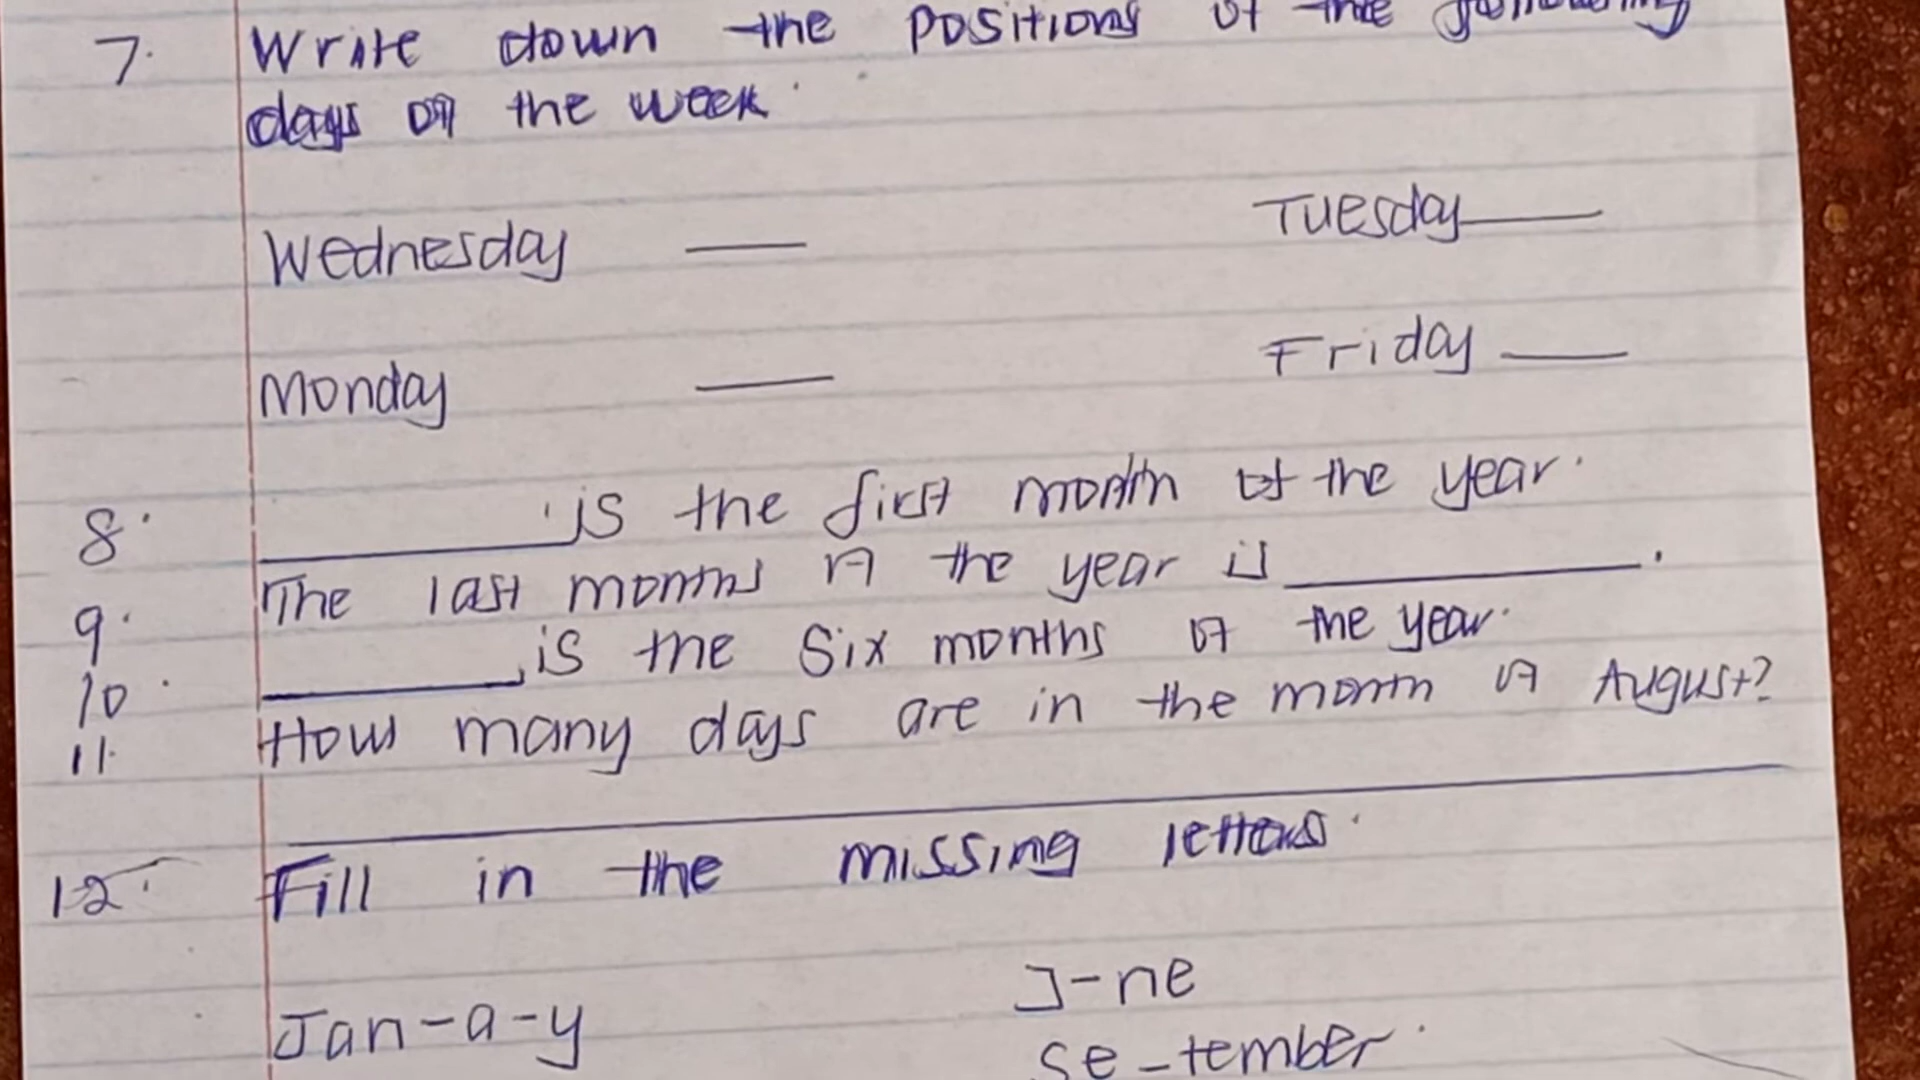 7. Write down the positions of the following
days of the week.
Wednesday ___ Tuesday ___
Monday ___ Friday ___
8. ___ is the first month of the year.
9. The last months of the year is ___.
10. ___ is the six months of the year.
11. How many days are in the month of August?
12. Fill in the missing letters.
Jan-a-y J-ne
Se-tember